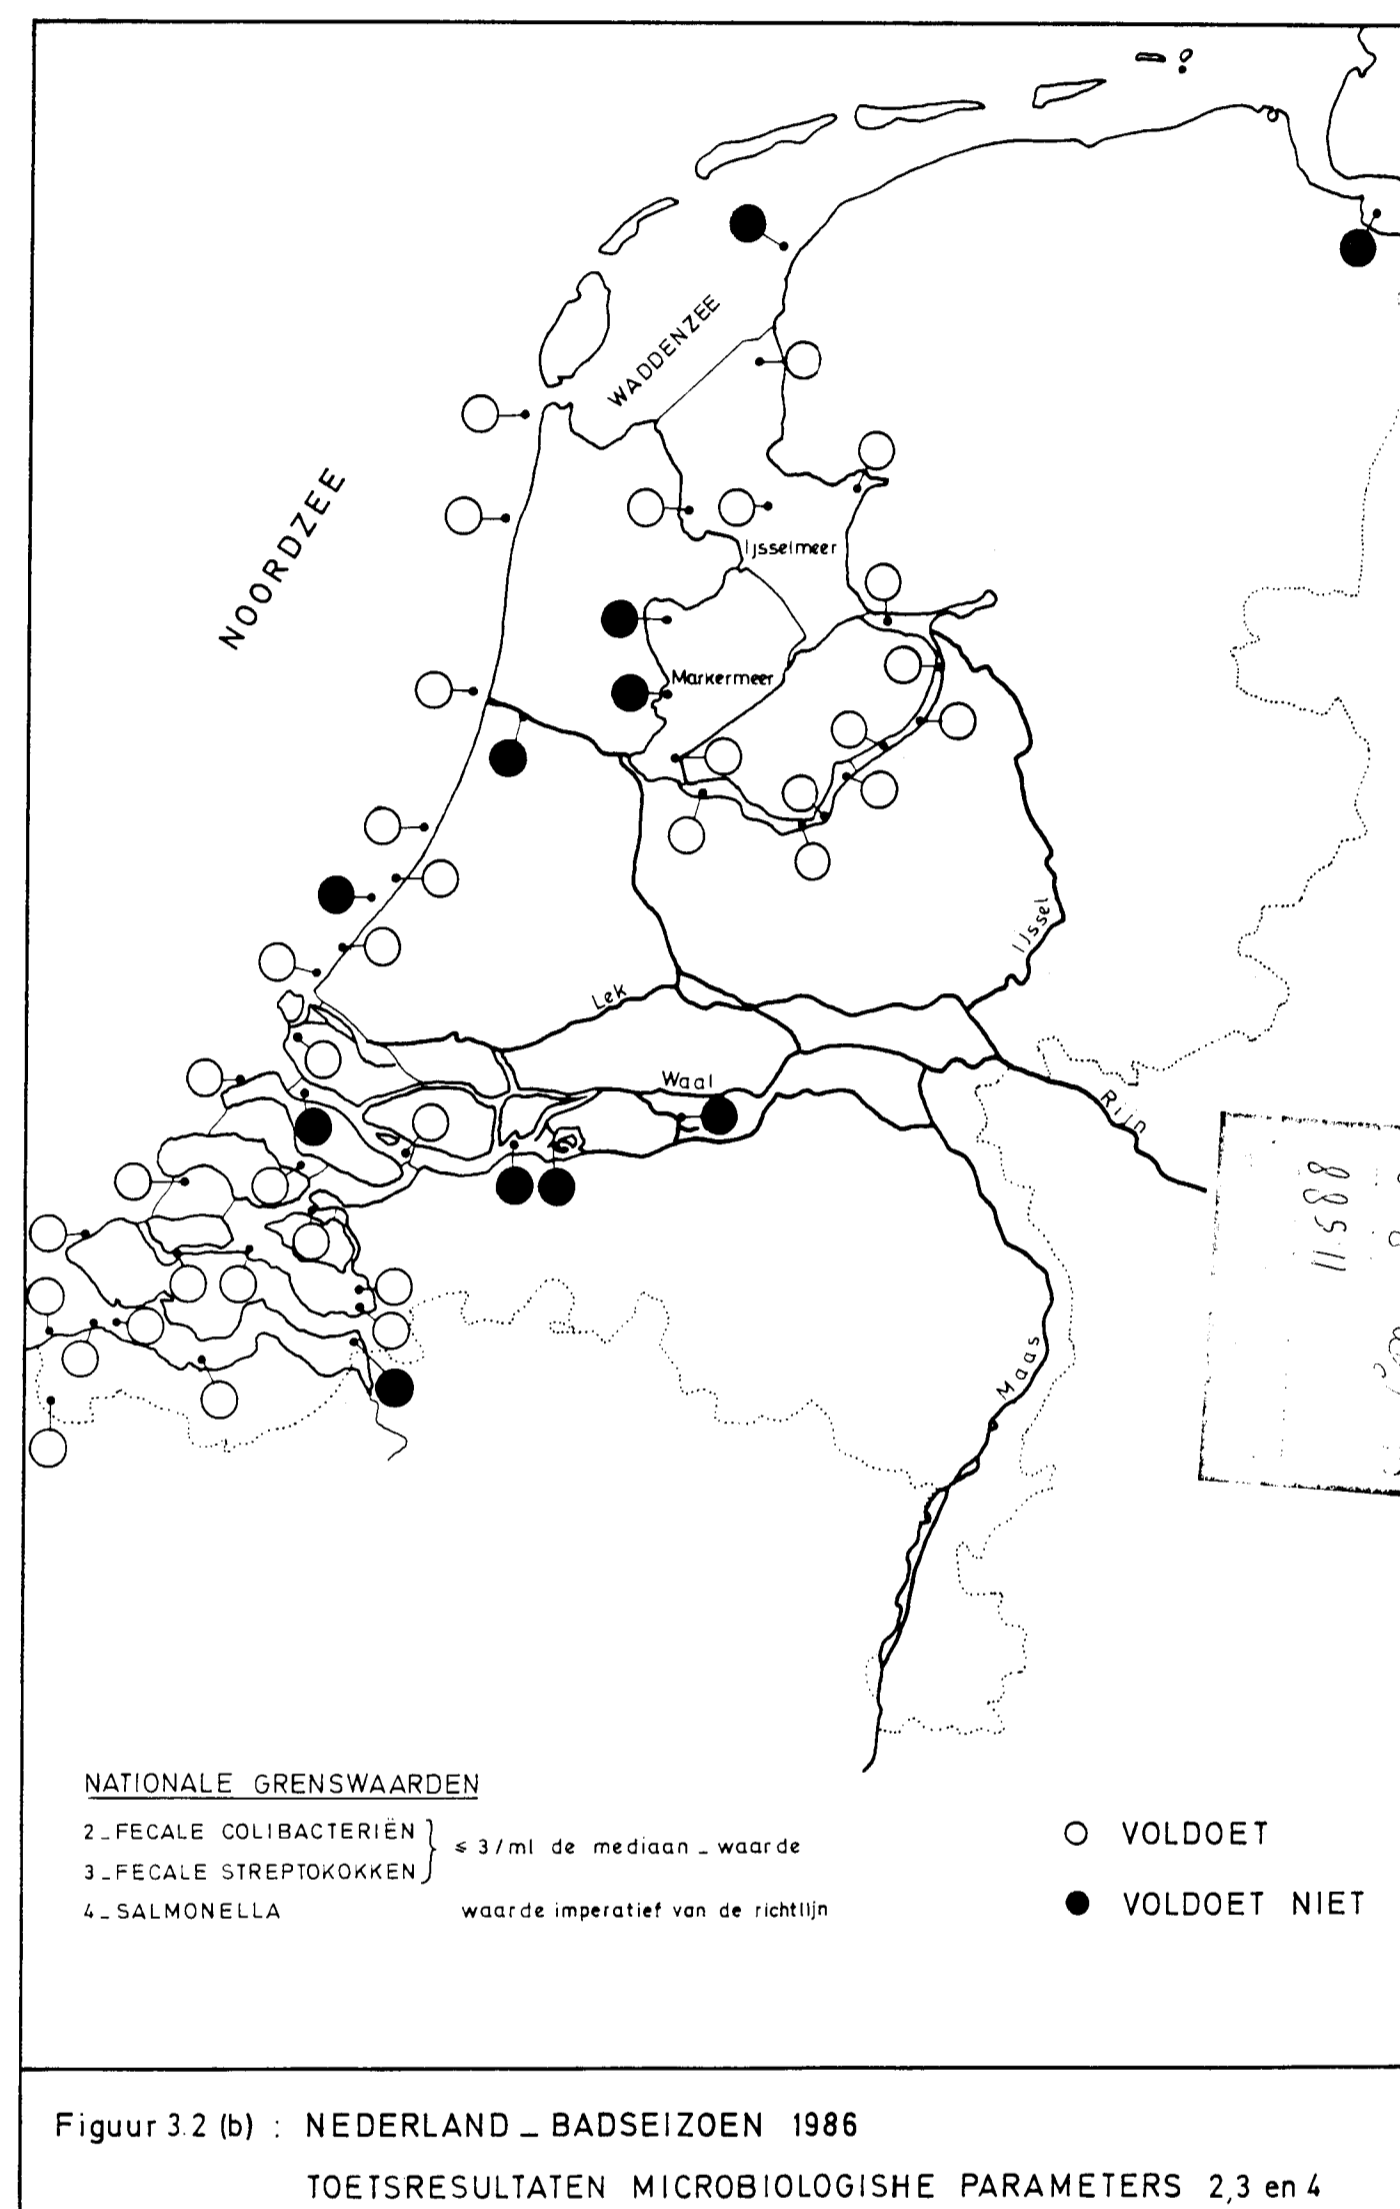 WADDENZEE
NOORDZEE
Ijsselmeer
Markermeer
IJssel
Lek
Waal
Rijn
11.588
Maas
NATIONALE GRENSWAARDEN
2_FECALE COLIBACTERIËN
≤ 3/ml de mediaan _ waarde
3_FECALE STREPTOKOKKEN
4_SALMONELLA waarde imperatief van de richtlijn
VOLDOET
VOLDOET NIET
Figuur 3.2 (b) : NEDERLAND _ BADSEIZOEN 1986
TOETSRESULTATEN MICROBIOLOGISHE PARAMETERS 2,3 en 4